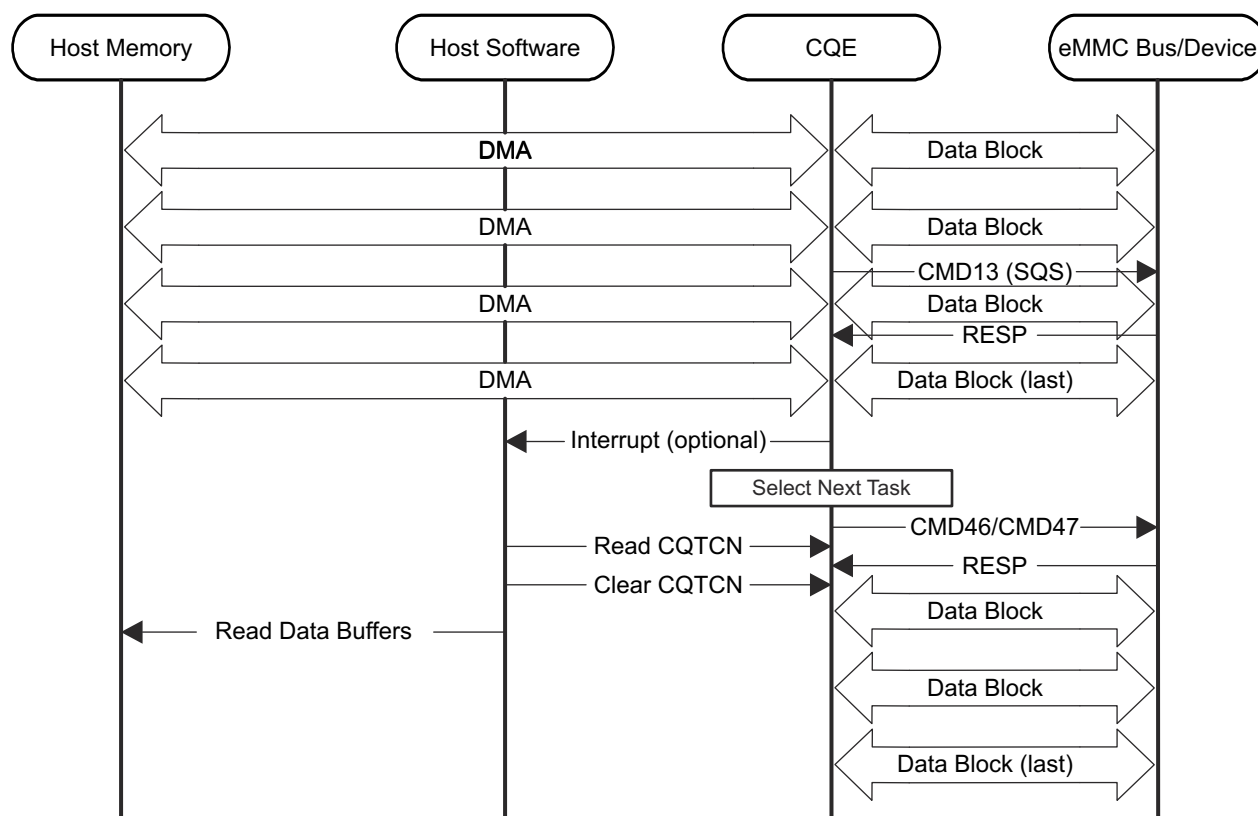 Host Memory
Host Software
CQE
eMMC Bus/Device
DMA
Data Block
DMA
Data Block
CMD13 (SQS)
DMA
Data Block
RESP
DMA
Data Block (last)
Interrupt (optional)
Select Next Task
CMD46/CMD47
Read CQTCN
RESP
Clear CQTCN
Data Block
Read Data Buffers
Data Block
Data Block (last)